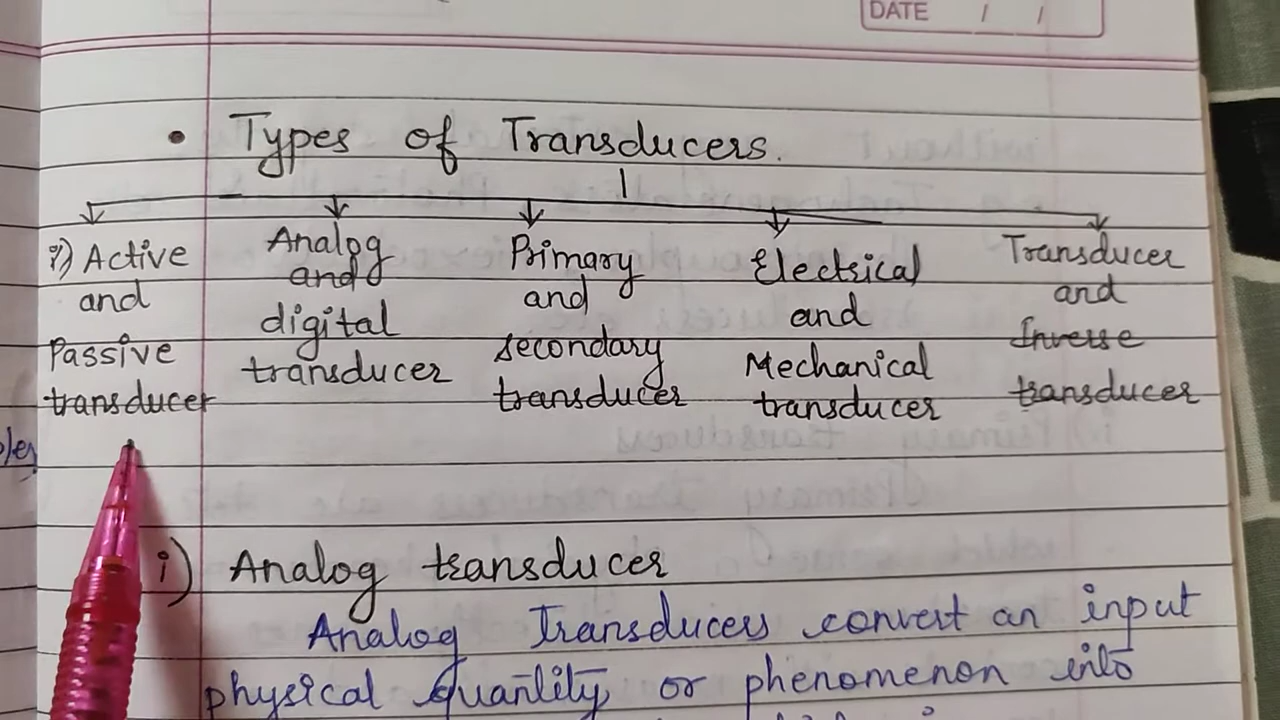 DATE / /
• Types of Transducers.
i) Active
and
Passive
transducer
Analog
and
digital
transducer
Primary
and
secondary
transducer
Electrical
and
Mechanical
transducer
Transducer
and
Inverse
transducer
i) Analog transducer
Analog Transducers convert an input
physical quantity or phenomenon into